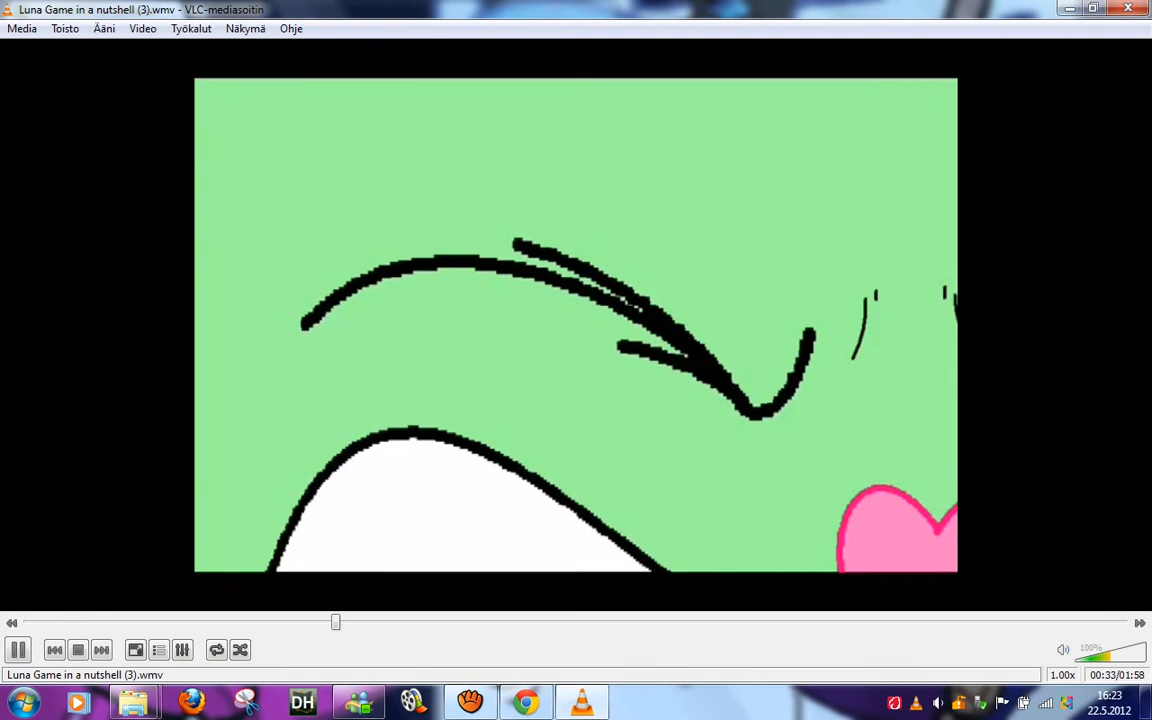 Luna Game in a nutshell (3).wmv - VLC-mediasoitin
Media Toisto Ääni Video Työkalut Näkymä Ohje
100%
Luna Game in a nutshell (3).wmv 1.00x 00:33/01:58
DH
16:23
22.5.2012